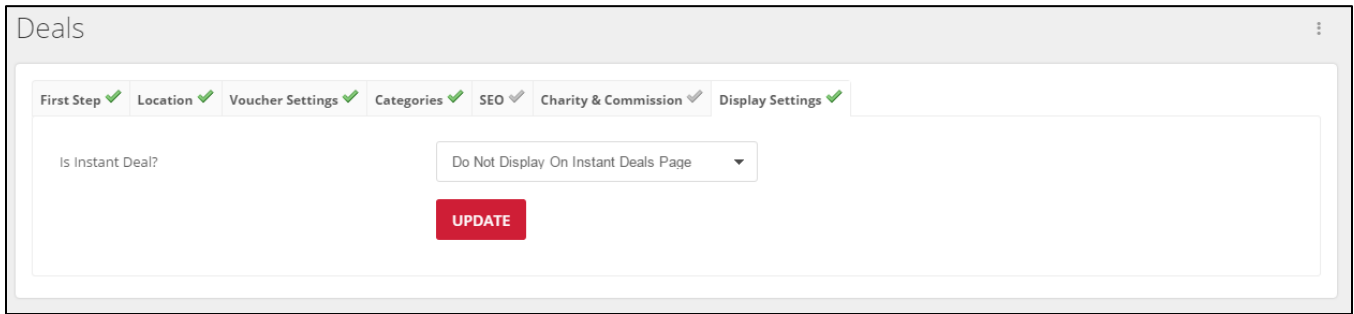 Deals
First Step Location Voucher Settings Categories SEO Charity & Commission Display Settings
Is Instant Deal? Do Not Display On Instant Deals Page
UPDATE